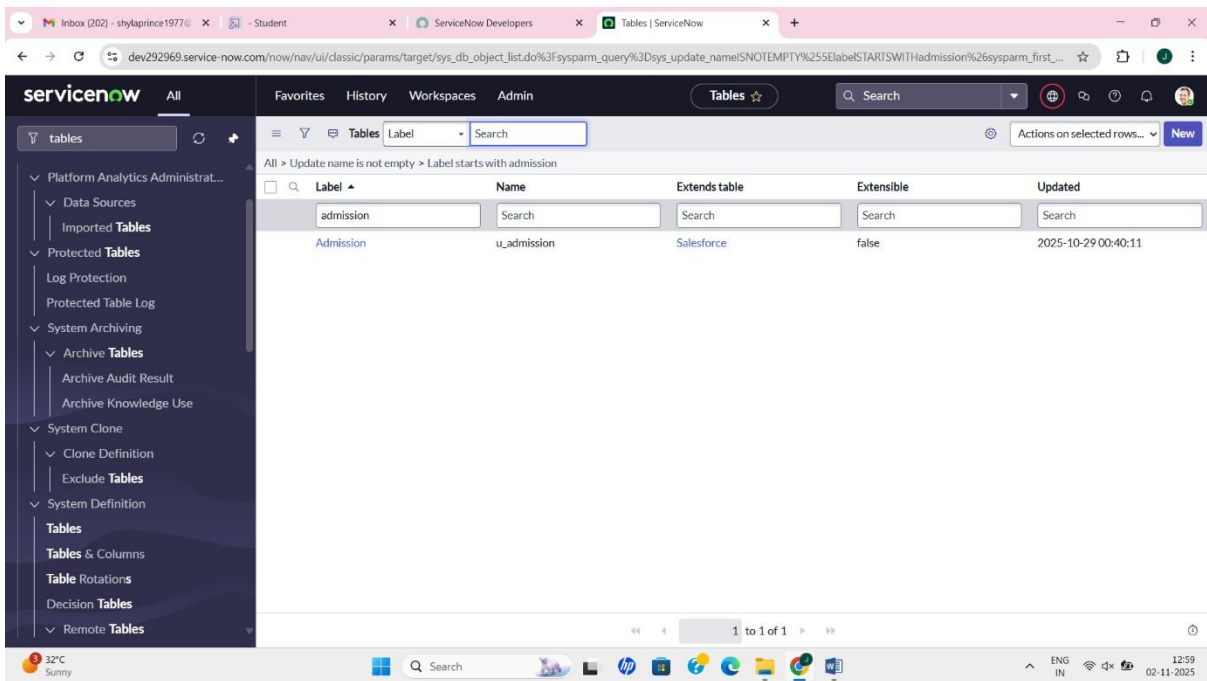 Inbox (202) - shylaprince1977@
- Student
ServiceNow Developers
Tables | ServiceNow
dev292969.service-now.com/now/nav/ui/classic/params/target/sys_db_object_list.do%3Fsysparm_query%3Dsys_update_nameISNOTEMPTY%255ElabelSTARTSWITHadmission%26sysparm_first_...
J
servicenow All Favorites History Workspaces Admin Tables Search
tables
Tables Label Search Actions on selected rows... New
All > Update name is not empty > Label starts with admission
Label Name Extends table Extensible Updated
admission Search Search Search Search
Admission u_admission Salesforce false 2025-10-29 00:40:11
Platform Analytics Administrat...
Data Sources
Imported Tables
Protected Tables
Log Protection
Protected Table Log
System Archiving
Archive Tables
Archive Audit Result
Archive Knowledge Use
System Clone
Clone Definition
Exclude Tables
System Definition
Tables
Tables & Columns
Table Rotations
Decision Tables
Remote Tables
1 to 1 of 1
3 32°C
Sunny
Search
ENG
IN
12:59
02-11-2025